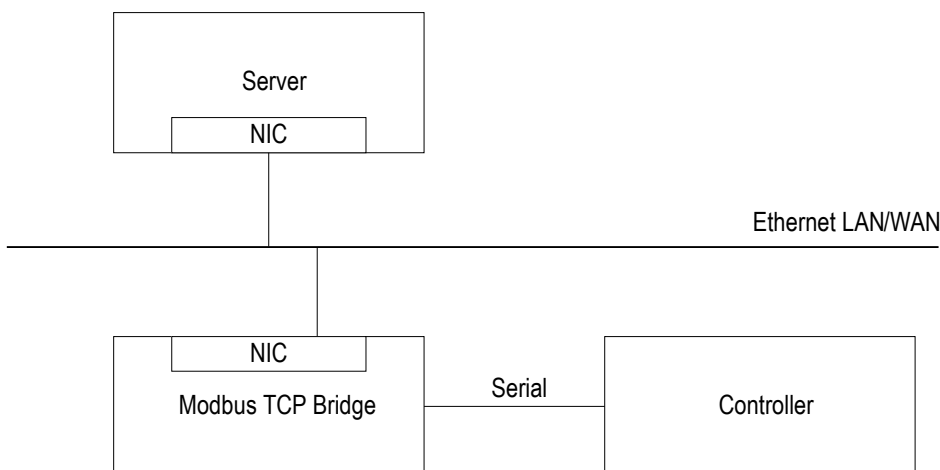 Server
NIC
Ethernet LAN/WAN
NIC
Modbus TCP Bridge
Serial
Controller